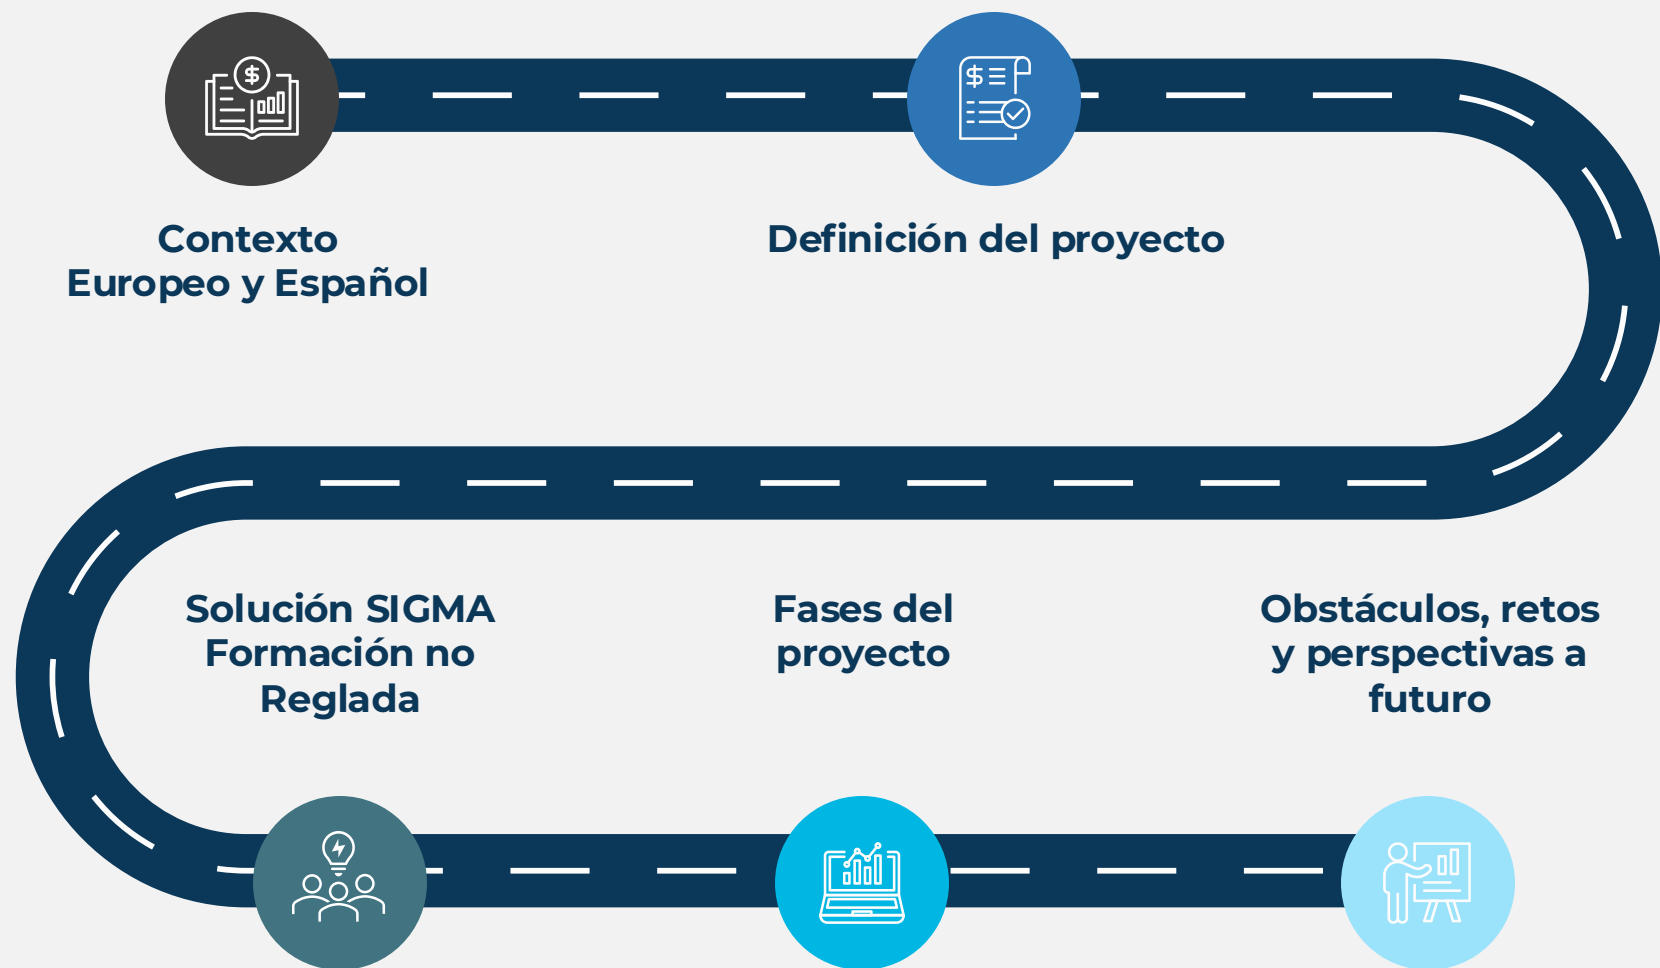 Contexto
Europeo y Español
Definición del proyecto
Solución SIGMA
Formación no
Reglada
Fases del
proyecto
Obstáculos, retos
y perspectivas a
futuro